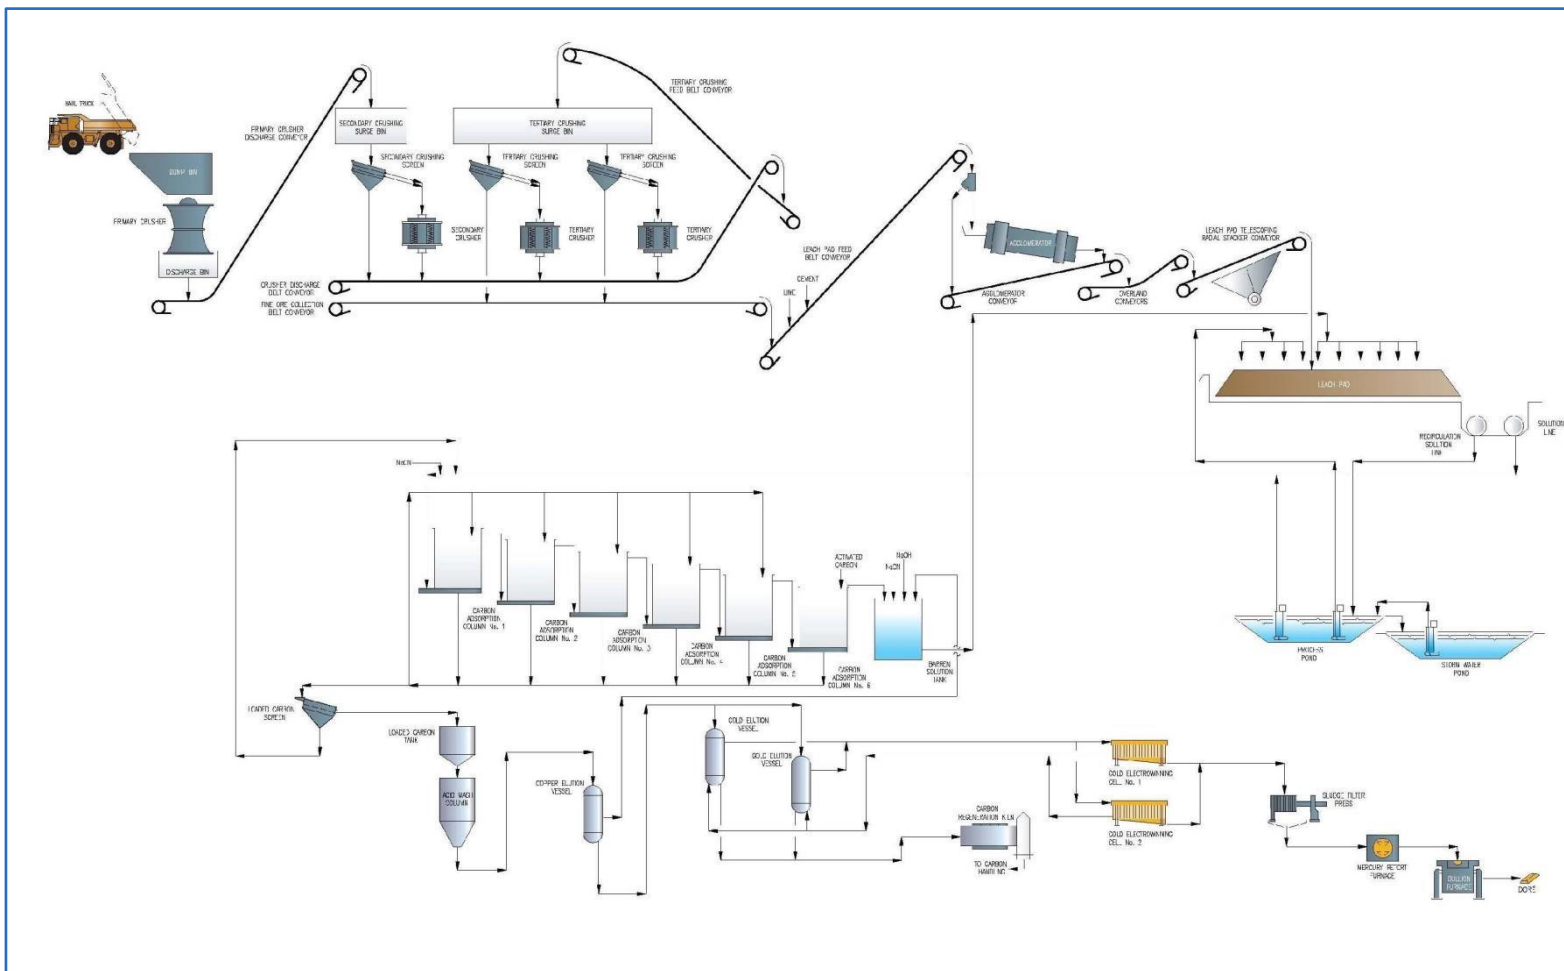 HAUL TRUCK
DUMP BIN
PRIMARY CRUSHER
DISCHARGE BIN
PRIMARY CRUSHER
DISCHARGE CONVEYOR
SECONDARY CRUSHING
SURGE BIN
SECONDARY CRUSHING
SCREEN
SECONDARY
CRUSHER
TERTIARY CRUSHING
SURGE BIN
TERTIARY CRUSHING
SCREEN
TERTIARY
CRUSHER
TERTIARY CRUSHING
SCREEN
TERTIARY
CRUSHER
TERTIARY CRUSHING
FEED BELT CONVEYOR
CRUSHER DISCHARGE
BELT CONVEYOR
FINE ORE COLLECTION
BELT CONVEYOR
LIME
CEMENT
LEACH PAD FEED
BELT CONVEYOR
AGGLOMERATOR
AGGLOMERATOR
CONVEYOR
OVERLAND
CONVEYORS
LEACH PAD TELESCOPING
RADIAL STACKER CONVEYOR
LEACH PAD
RECIRCULATION
SOLUTION
SOLUTION
LINE
PROCESS
POND
STORM WATER
POND
NaCN
CARBON
ADSORPTION
COLUMN No. 1
CARBON
ADSORPTION
COLUMN No. 2
CARBON
ADSORPTION
COLUMN No. 3
CARBON
ADSORPTION
COLUMN No. 4
CARBON
ADSORPTION
COLUMN No. 5
CARBON
ADSORPTION
COLUMN No. 6
ACTIVATED
CARBON
NaCN
NaOH
BARREN
SOLUTION
TANK
LOADED CARBON
SCREEN
LOADED CARBON
TANK
ACID WASH
COLUMN
COPPER ELUTION
VESSEL
GOLD ELUTION
VESSEL
GOLD ELUTION
VESSEL
CARBON
REGENERATION KILN
TO CARBON
HANDLING
GOLD ELECTROWINNING
CELL No. 1
GOLD ELECTROWINNING
CELL No. 2
SLUDGE FILTER
PRESS
MERCURY RETORT
FURNACE
BULLION
FURNACE
DORE